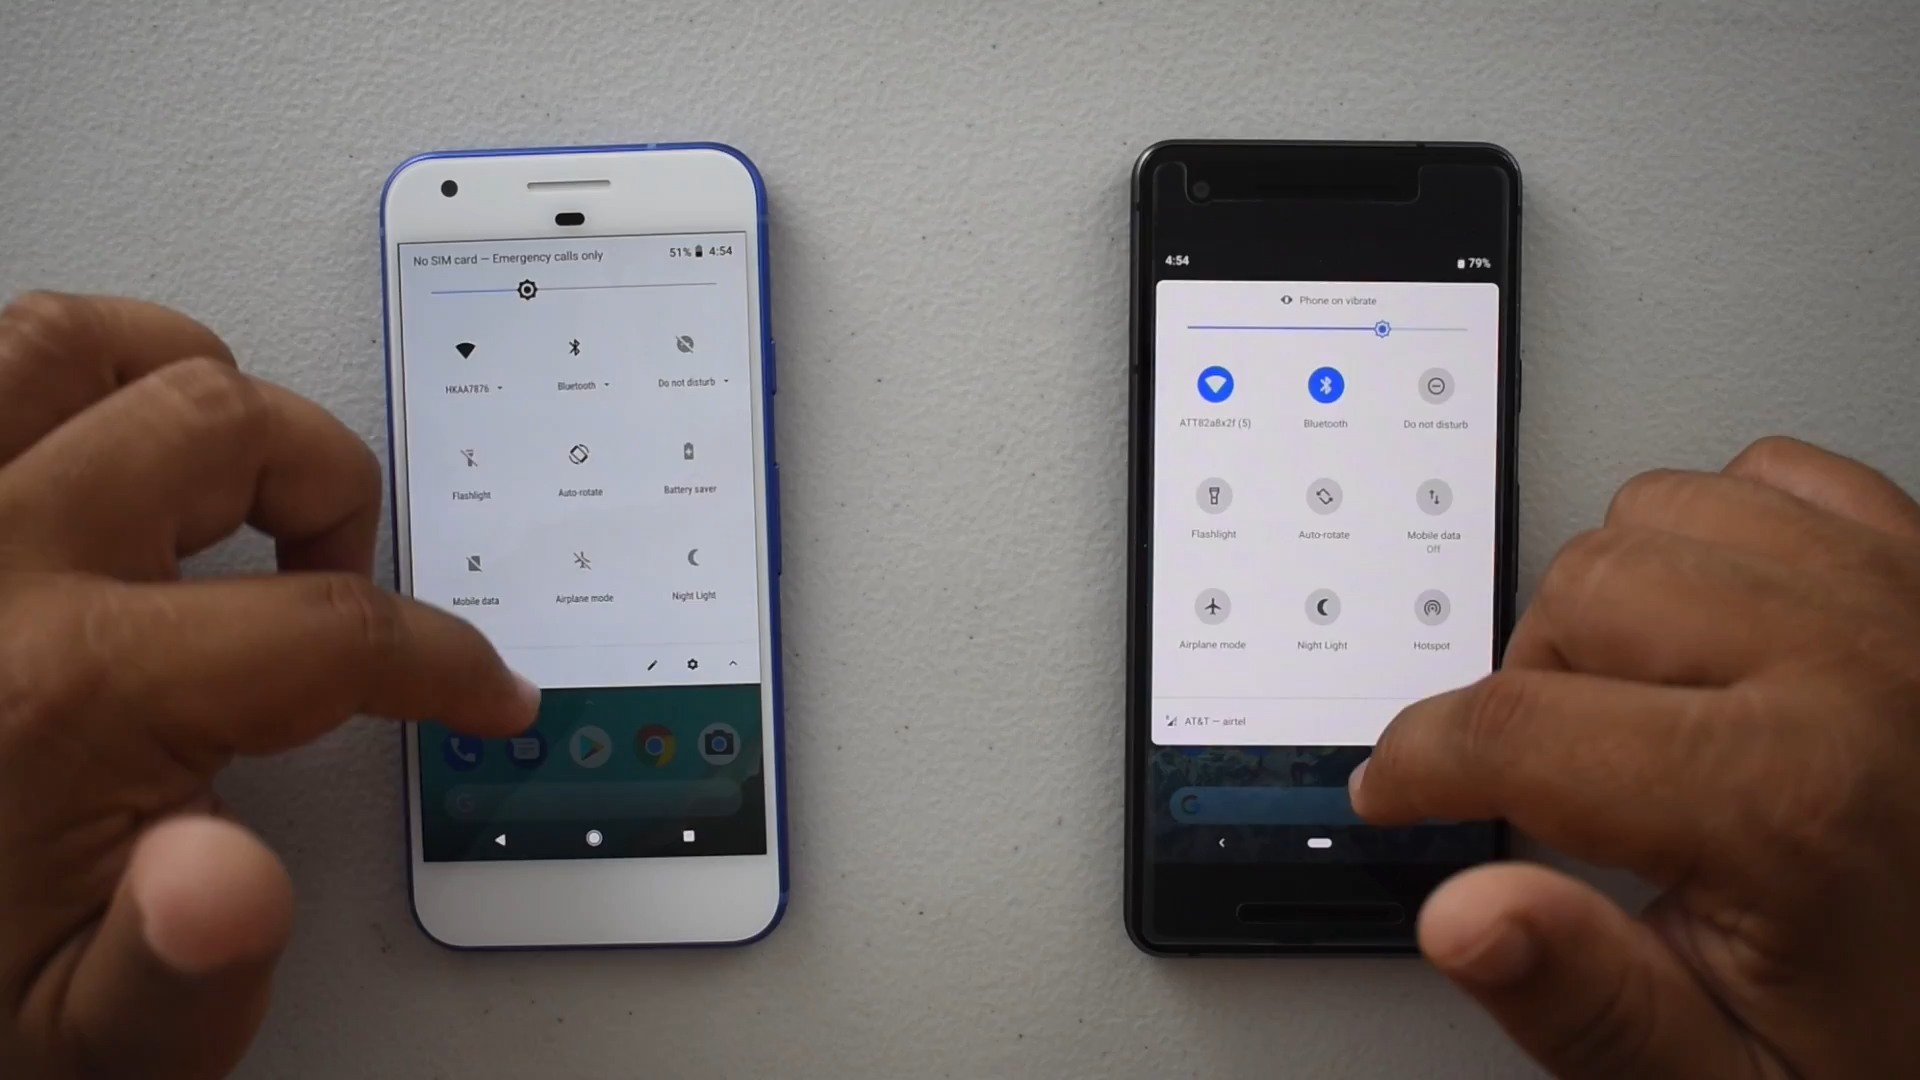 No SIM card — Emergency calls only
51% 4:54
HKAA7876
Bluetooth
Do not disturb
Flashlight
Auto-rotate
Battery saver
Mobile data
Airplane mode
Night Light
G
4:54
79%
Phone on vibrate
ATT82a8x2f (5)
Bluetooth
Do not disturb
Flashlight
Auto-rotate
Mobile data
Off
Airplane mode
Night Light
Hotspot
AT&T — airtel
G